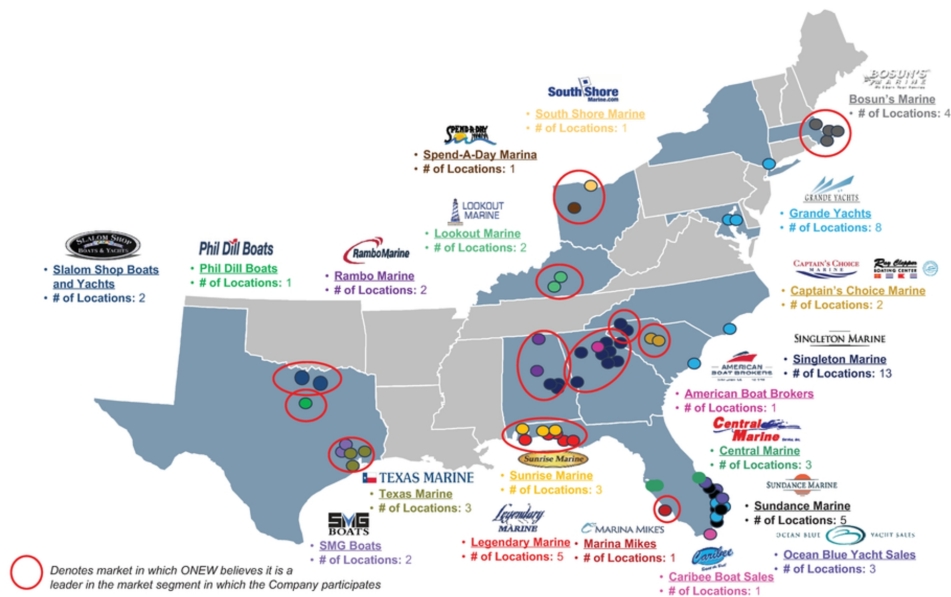 BOSUN'S
MARINE
Bosun's Marine
• # of Locations: 4
South Shore
Marine.com
• South Shore Marine
• # of Locations: 1
SPEND-A-DAY
• Spend-A-Day Marina
• # of Locations: 1
LOOKOUT
MARINE
• Lookout Marine
• # of Locations: 2
GRANDE YACHTS
• Grande Yachts
• # of Locations: 8
SLALOM SHOP
BOATS & YACHTS
• Slalom Shop Boats
and Yachts
• # of Locations: 2
Phil Dill Boats
• Phil Dill Boats
• # of Locations: 1
RamboMarine
• Rambo Marine
• # of Locations: 2
CAPTAIN'S CHOICE
MARINE
Ray Clepper
BOATING CENTER
• Captain's Choice Marine
• # of Locations: 2
SINGLETON MARINE
• Singleton Marine
• # of Locations: 13
AMERICAN
BOAT BROKERS
• American Boat Brokers
• # of Locations: 1
Central
Marine
• Central Marine
• # of Locations: 3
Sunrise Marine
• Sunrise Marine
• # of Locations: 3
TEXAS MARINE
• Texas Marine
• # of Locations: 3
SUNDANCE MARINE
• Sundance Marine
• # of Locations: 5
SMG
BOATS
• SMG Boats
• # of Locations: 2
Legendary
MARINE
• Legendary Marine
• # of Locations: 5
MARINA MIKE'S
• Marina Mikes
• # of Locations: 1
OCEAN BLUE YACHT SALES
• Ocean Blue Yacht Sales
• # of Locations: 3
Caribee
• Caribee Boat Sales
• # of Locations: 1
Denotes market in which ONEW believes it is a
leader in the market segment in which the Company participates